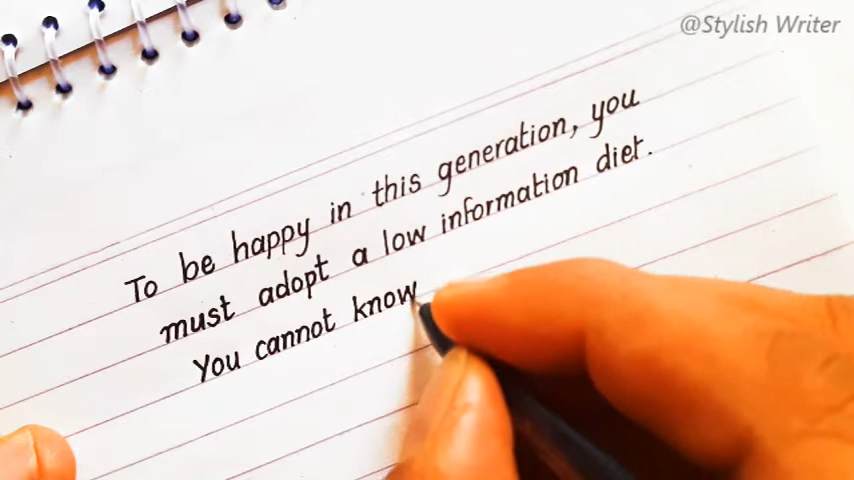 @Stylish Writer
To be happy in this generation, you
must adopt a low information diet.
You cannot know